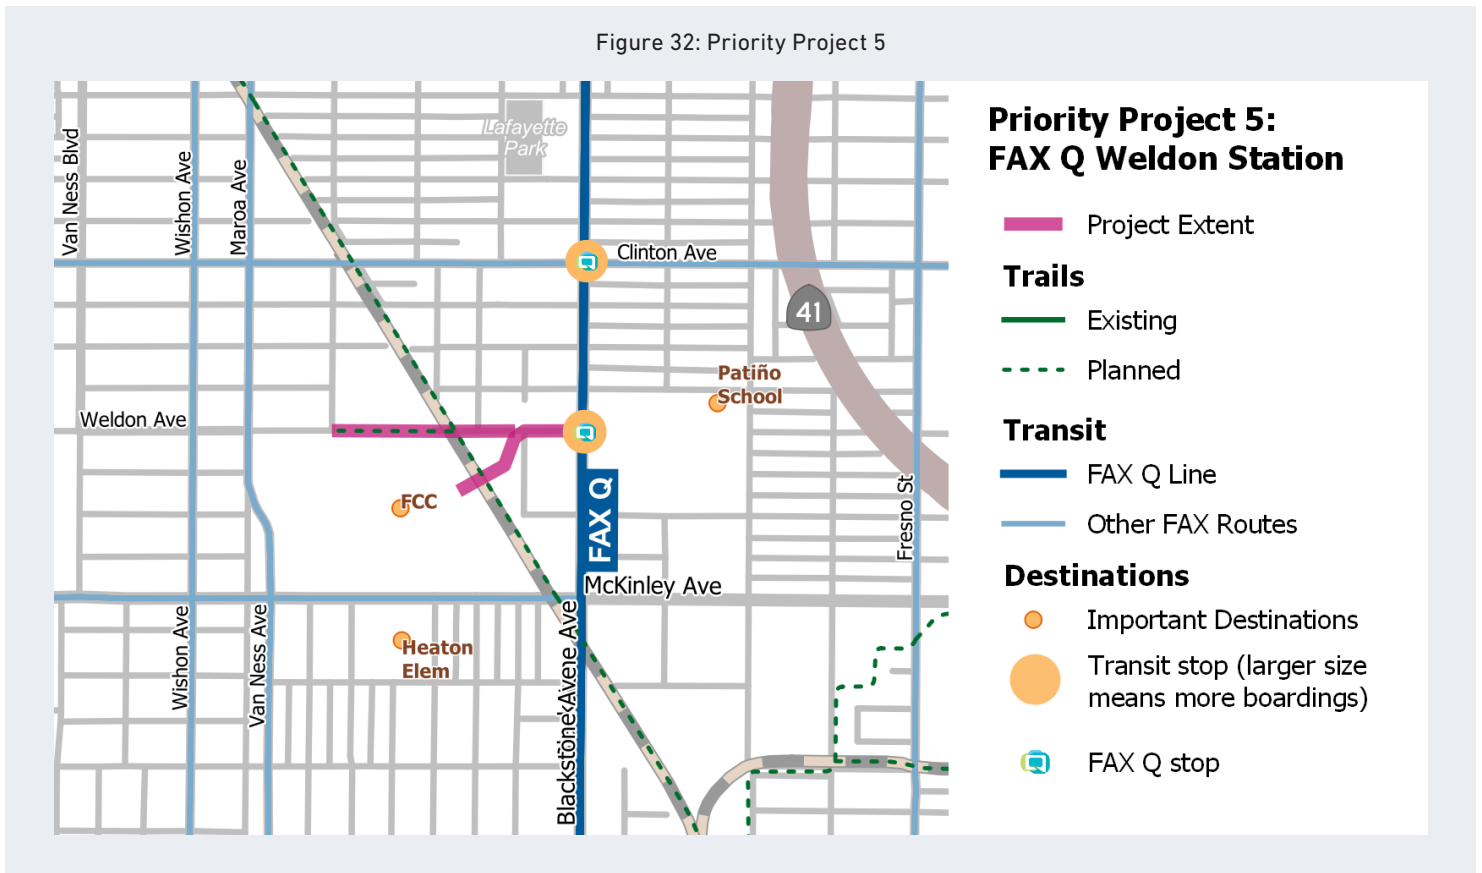 Figure 32: Priority Project 5
Lafayette
Park
Van Ness Blvd
Wishon Ave
Maroa Ave
Clinton Ave
41
Patiño
School
Weldon Ave
FCC
FAX Q
Fresno St
McKinley Ave
Heaton
Elem
Wishon Ave
Van Ness Ave
Blackstone Avenue
Ave
Priority Project 5:
FAX Q Weldon Station
Project Extent
Trails
Existing
Planned
Transit
FAX Q Line
Other FAX Routes
Destinations
Important Destinations
Transit stop (larger size
means more boardings)
FAX Q stop